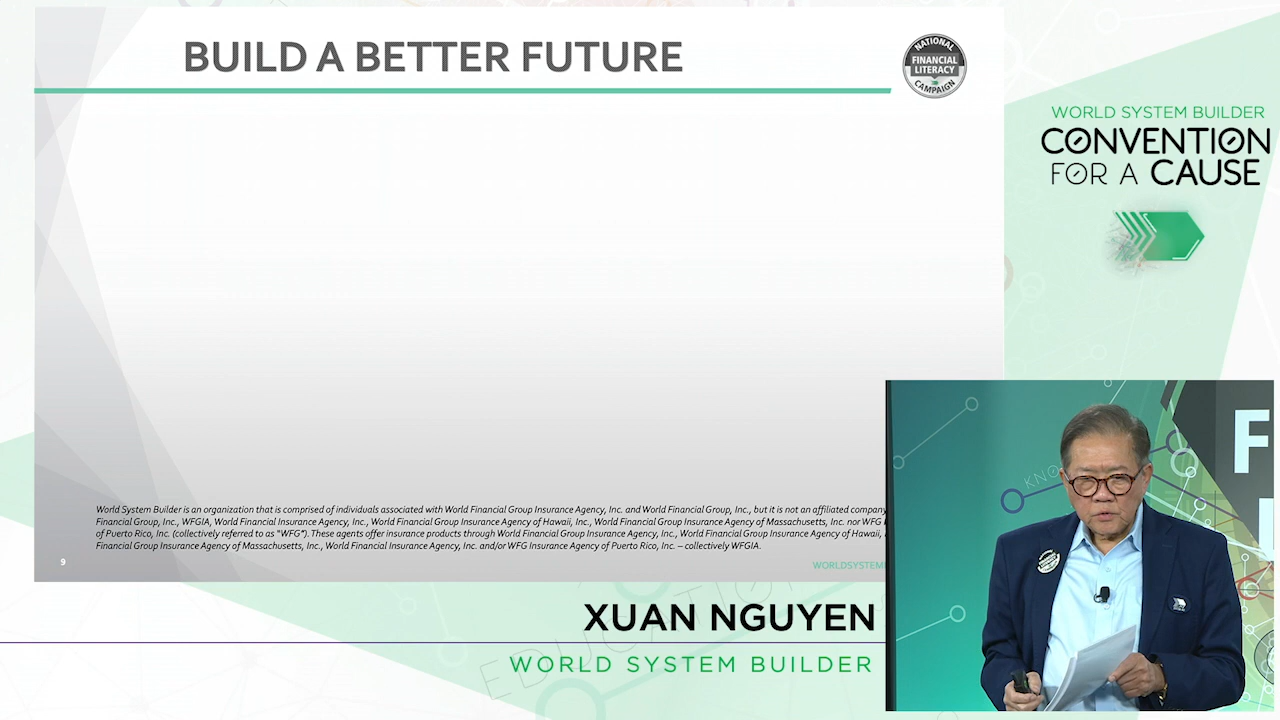 BUILD A BETTER FUTURE
NATIONAL
FINANCIAL
LITERACY
CAMPAIGN
WORLD SYSTEM BUILDER
CONVENTION
FOR A CAUSE
World System Builder is an organization that is comprised of individuals associated with World Financial Group Insurance Agency, Inc. and World Financial Group, Inc., but it is not an affiliated company
Financial Group, Inc., WFGIA, World Financial Insurance Agency, Inc., World Financial Group Insurance Agency of Hawaii, Inc., World Financial Group Insurance Agency of Massachusetts, Inc. nor WFG
of Puerto Rico, Inc. (collectively referred to as "WFG"). These agents offer insurance products through World Financial Group Insurance Agency, Inc., World Financial Group Insurance Agency of Hawaii,
Financial Group Insurance Agency of Massachusetts, Inc., World Financial Insurance Agency, Inc. and/or WFG Insurance Agency of Puerto Rico, Inc. – collectively WFGIA.
9
WORLDSYSTEM
KNO
F
XUAN NGUYEN
WORLD SYSTEM BUILDER
EDUCATION